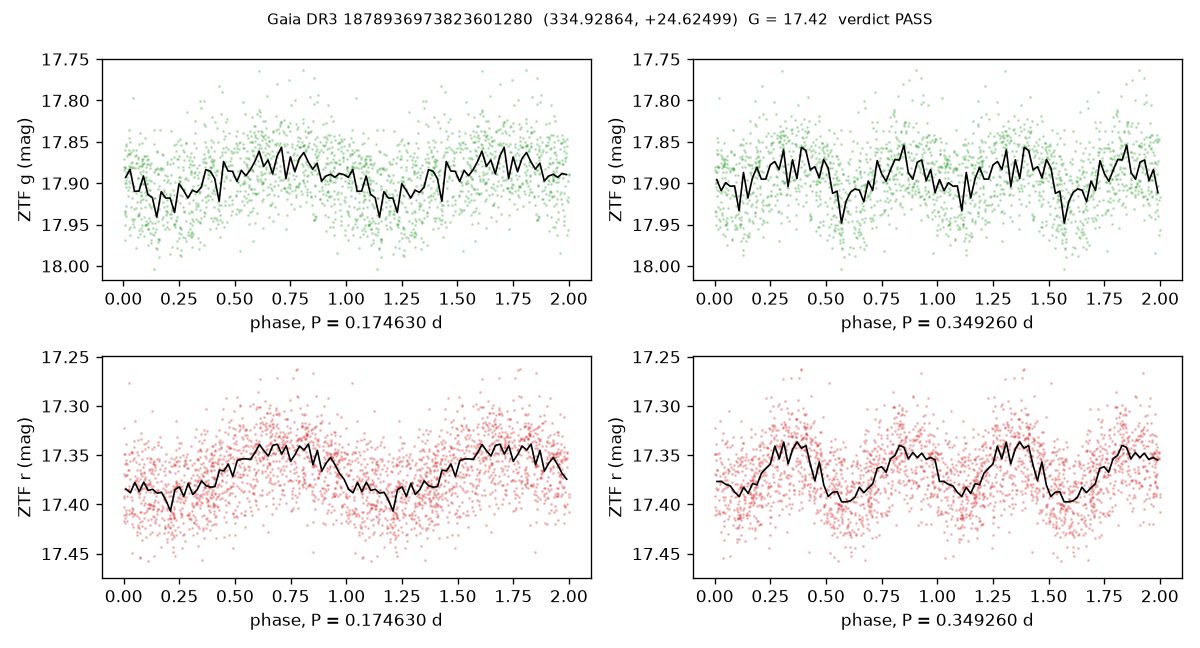 Gaia DR3 1878936973823601280  (334.92864, +24.62499)  G = 17.42  verdict PASS
17.75
17.80
17.85
17.90
17.95
18.00
ZTF g (mag)
0.00 0.25 0.50 0.75 1.00 1.25 1.50 1.75 2.00
phase, P = 0.174630 d
17.75
17.80
17.85
17.90
17.95
18.00
ZTF g (mag)
0.00 0.25 0.50 0.75 1.00 1.25 1.50 1.75 2.00
phase, P = 0.349260 d
17.25
17.30
17.35
17.40
17.45
ZTF r (mag)
0.00 0.25 0.50 0.75 1.00 1.25 1.50 1.75 2.00
phase, P = 0.174630 d
17.25
17.30
17.35
17.40
17.45
ZTF r (mag)
0.00 0.25 0.50 0.75 1.00 1.25 1.50 1.75 2.00
phase, P = 0.349260 d